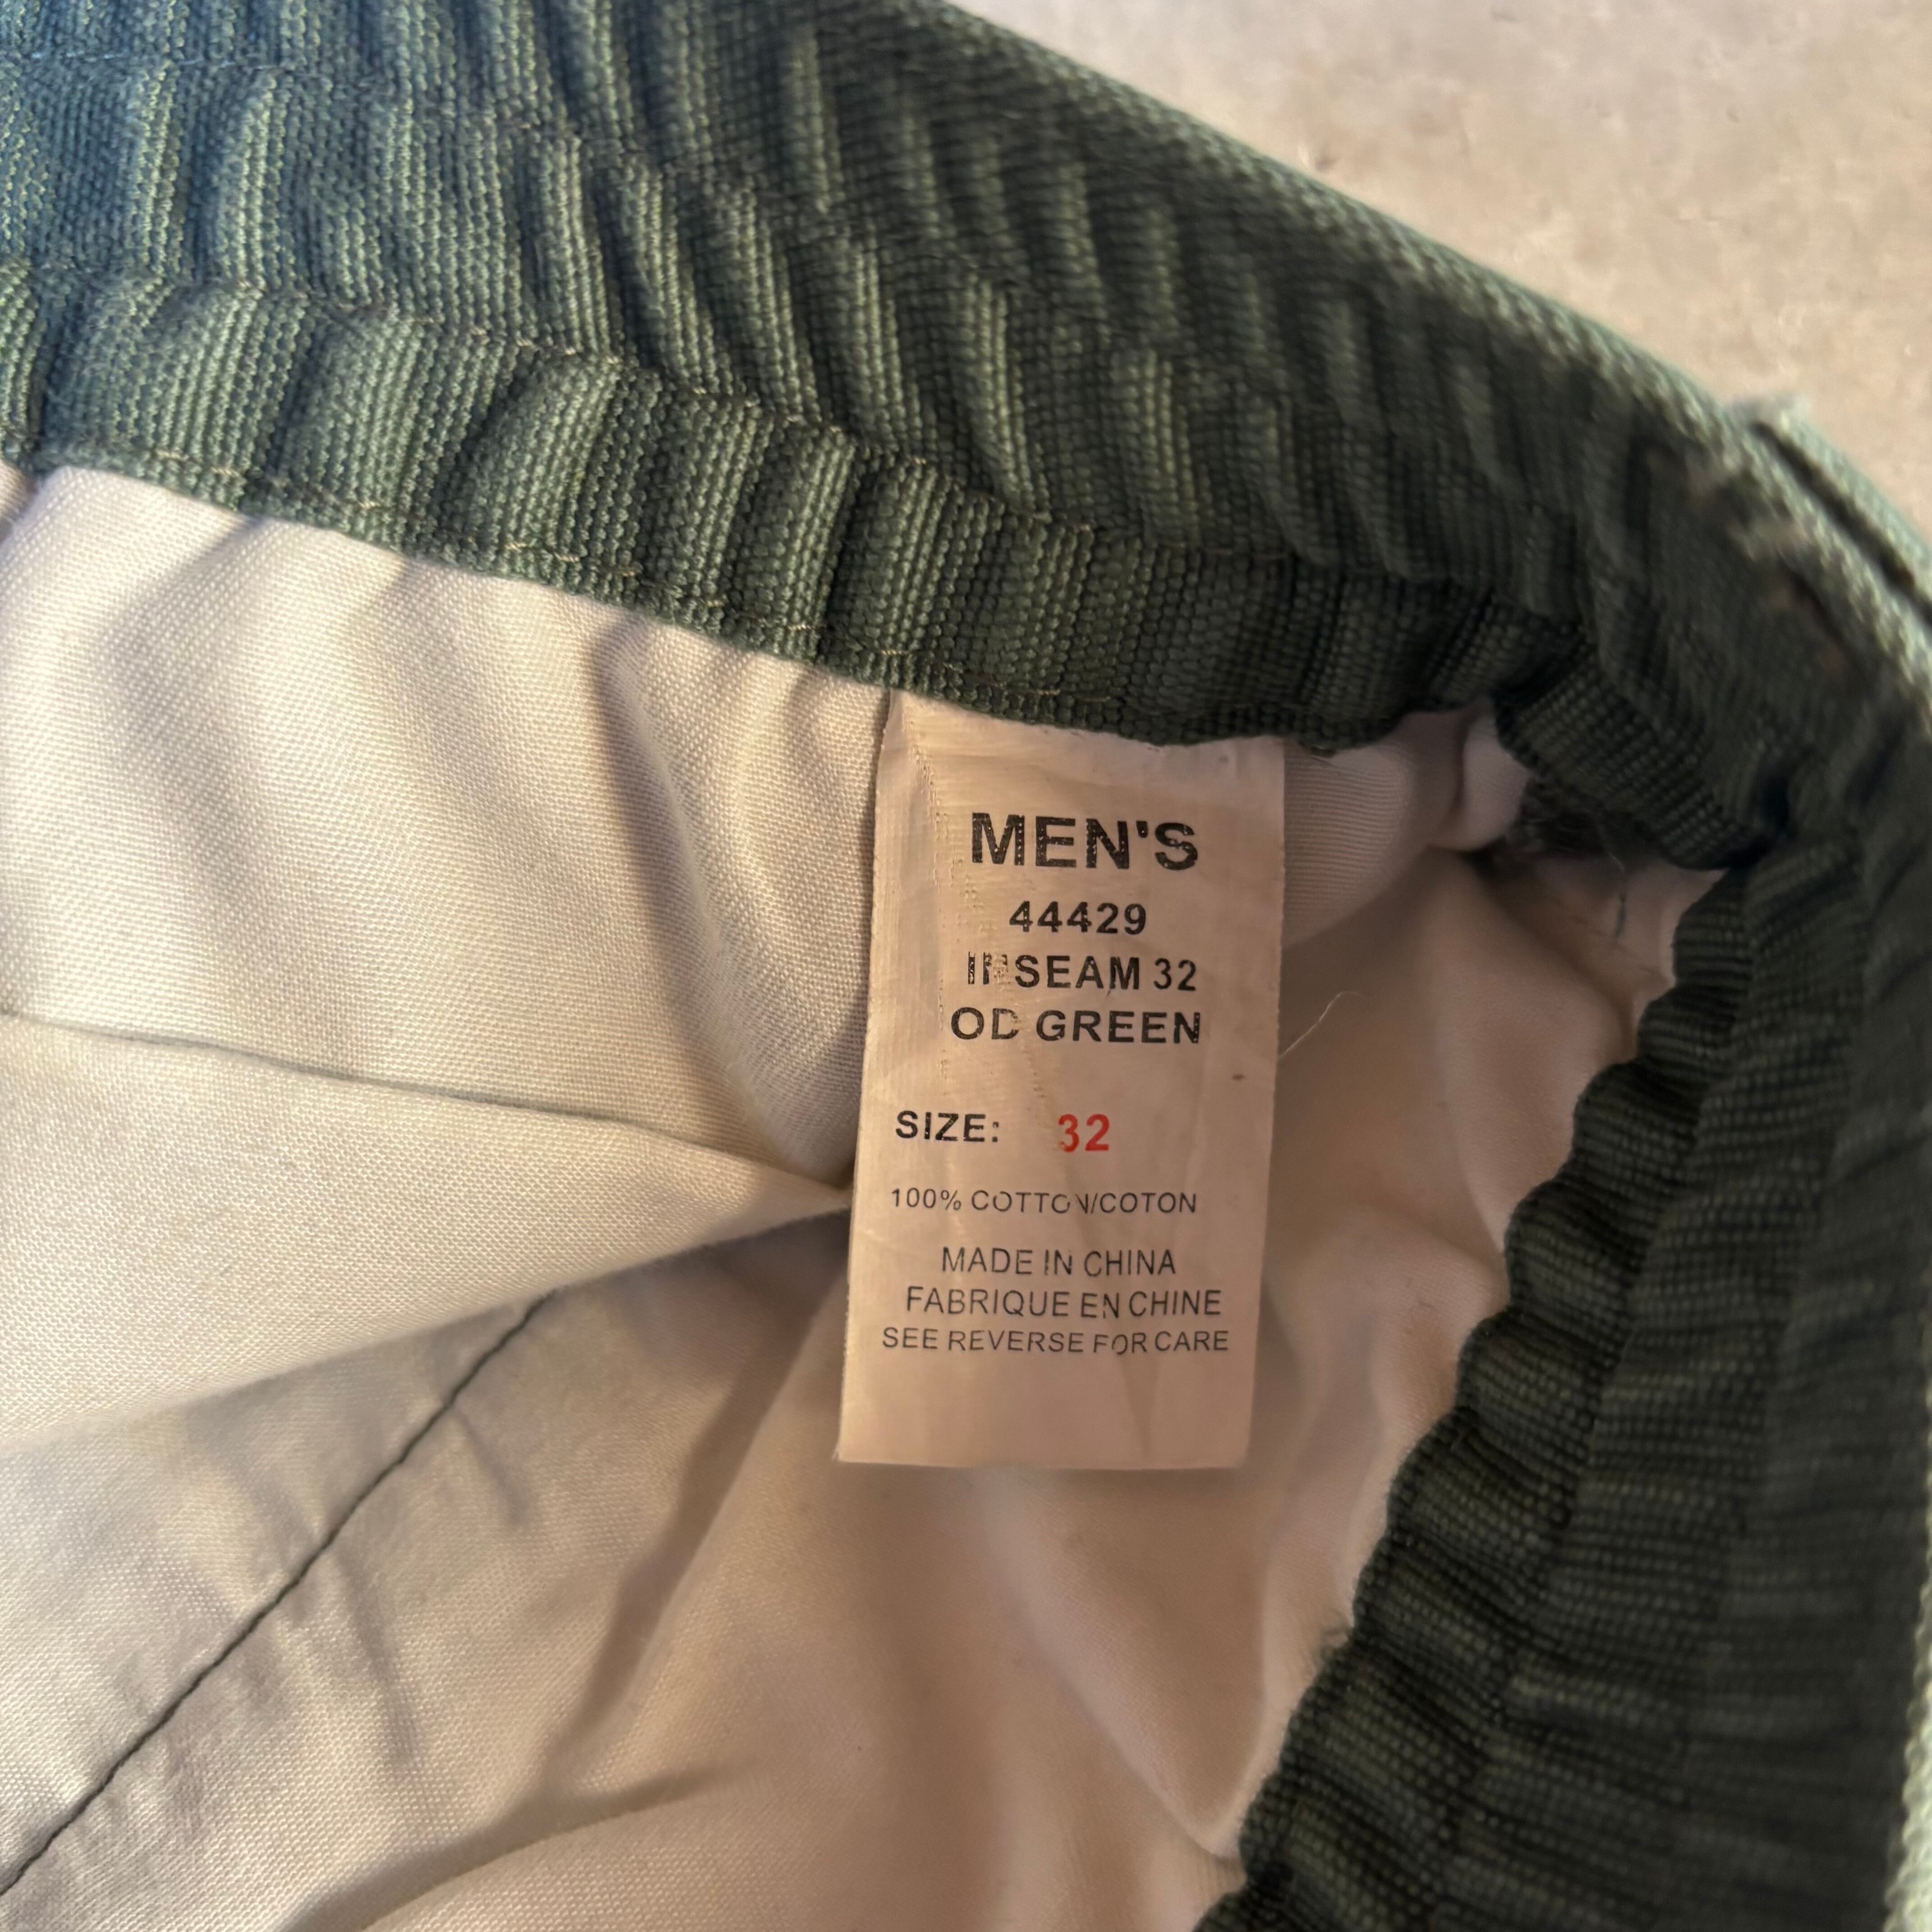 MEN'S
44429
INSEAM 32
OD GREEN
SIZE: 32
100% COTTON/COTON
MADE IN CHINA
FABRIQUE EN CHINE
SEE REVERSE FOR CARE